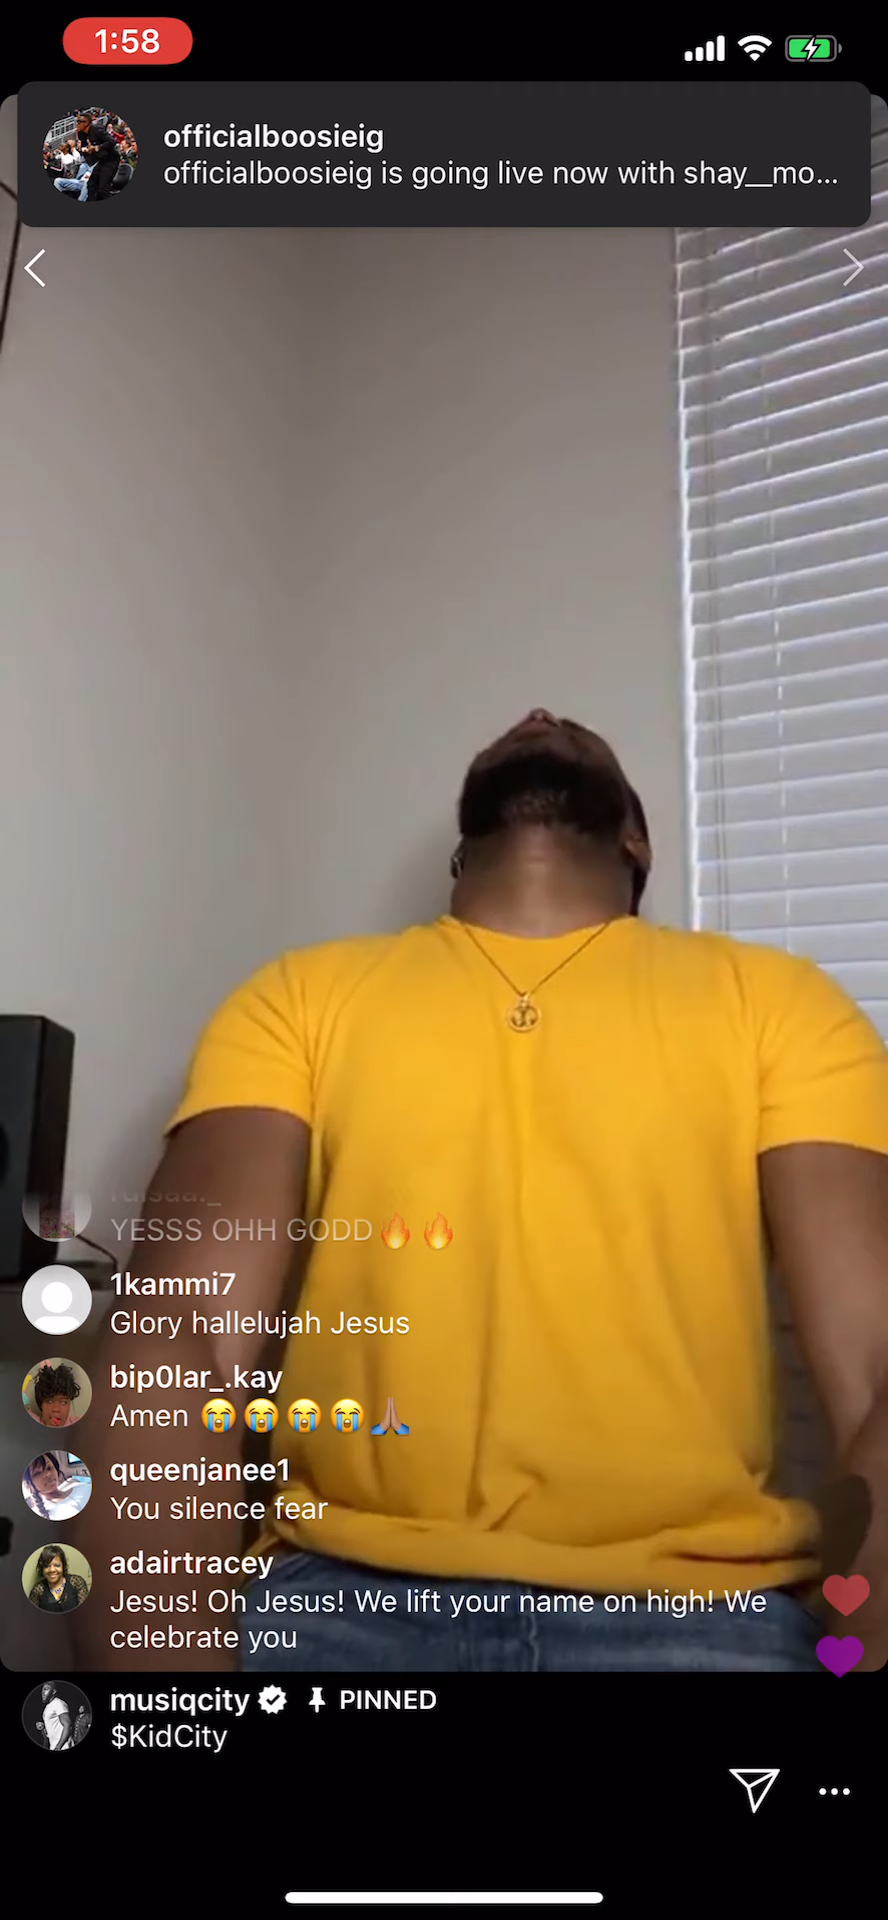 1:58
officialboosieig
officialboosieig is going live now with shay__mo...
YESSS OHH GODD🔥🔥
1kammi7
Glory hallelujah Jesus
bip0lar_.kay
Amen 😭😭😭😭🙏🏽
queenjanee1
You silence fear
adairtracey
Jesus! Oh Jesus! We lift your name on high! We
celebrate you
musiqcity PINNED
$KidCity